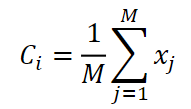 C_i = \frac{1}{M} \sum_{j=1}^{M} x_j